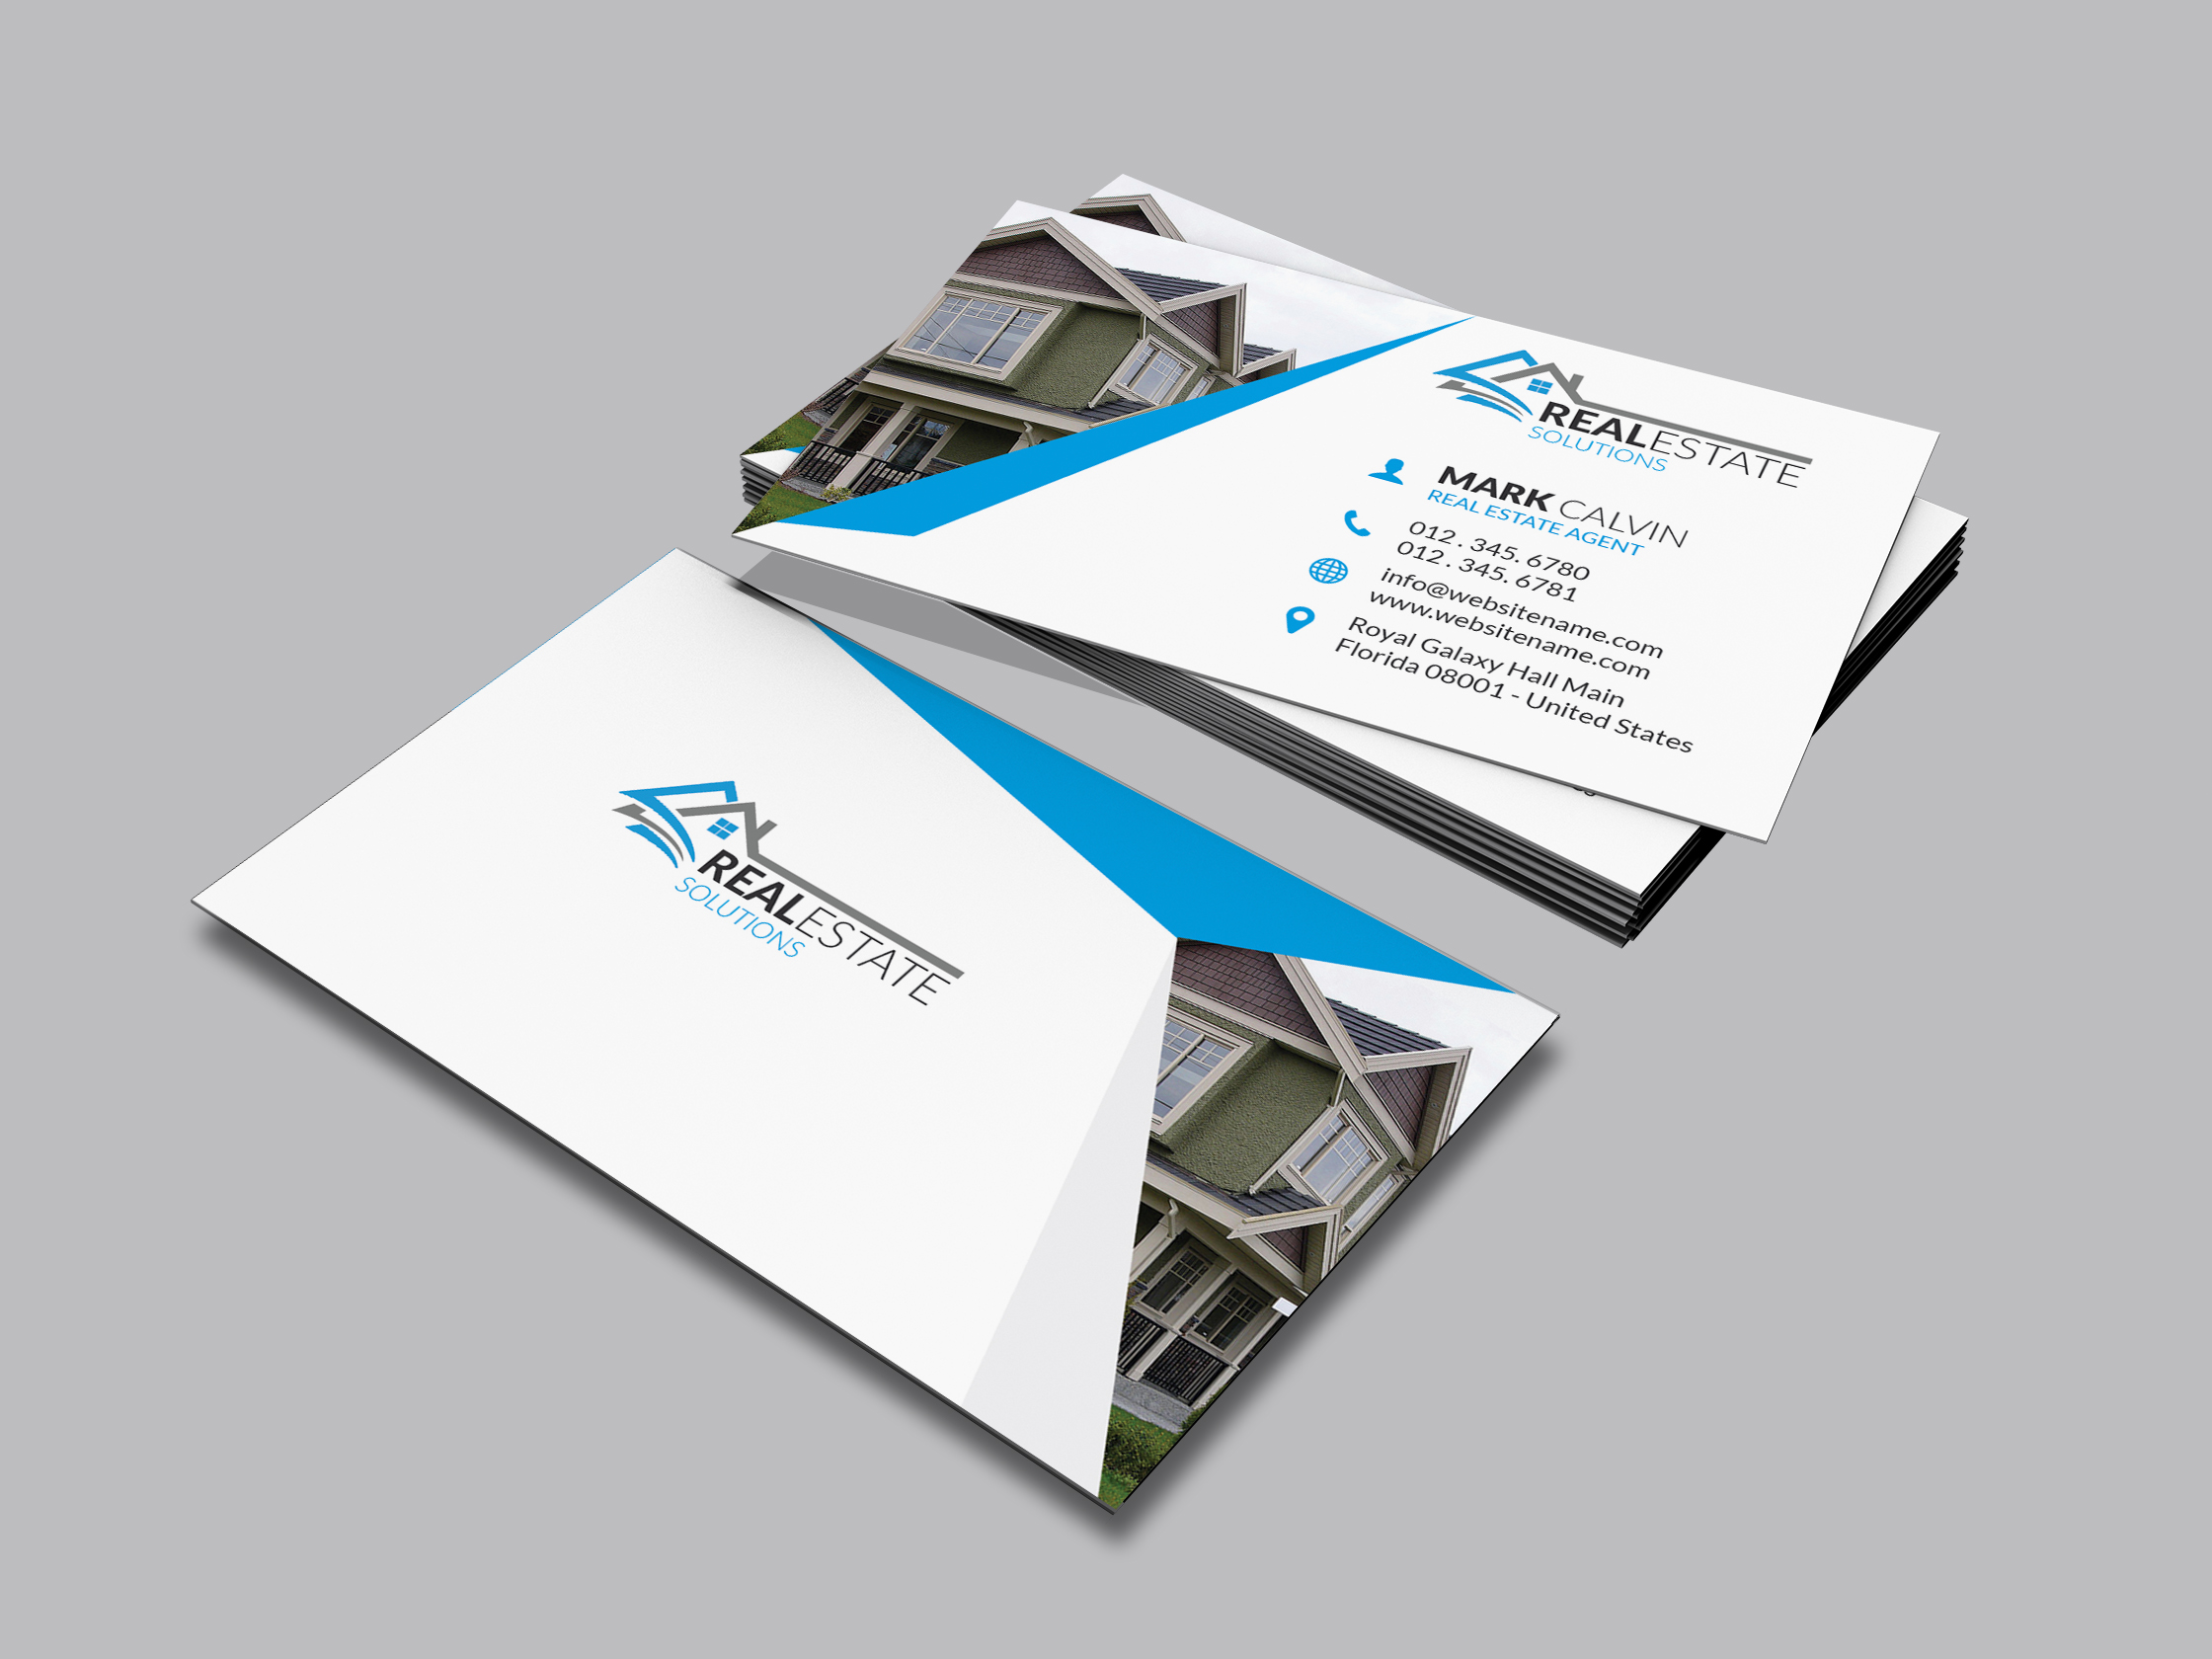 REALESTATE
SOLUTIONS
MARK CALVIN
REAL ESTATE AGENT
012 . 345. 6780
012 . 345. 6781
info@websitename.com
www.websitename.com
Royal Galaxy Hall Main
Florida 08001 - United States
REALESTATE
SOLUTIONS